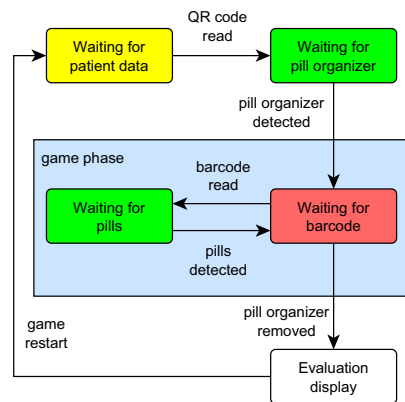 QR code
read
Waiting for
patient data
Waiting for
pill organizer
pill organizer
detected
game phase
barcode
read
Waiting for
pills
Waiting for
barcode
pills
detected
game
restart
pill organizer
removed
Evaluation
display